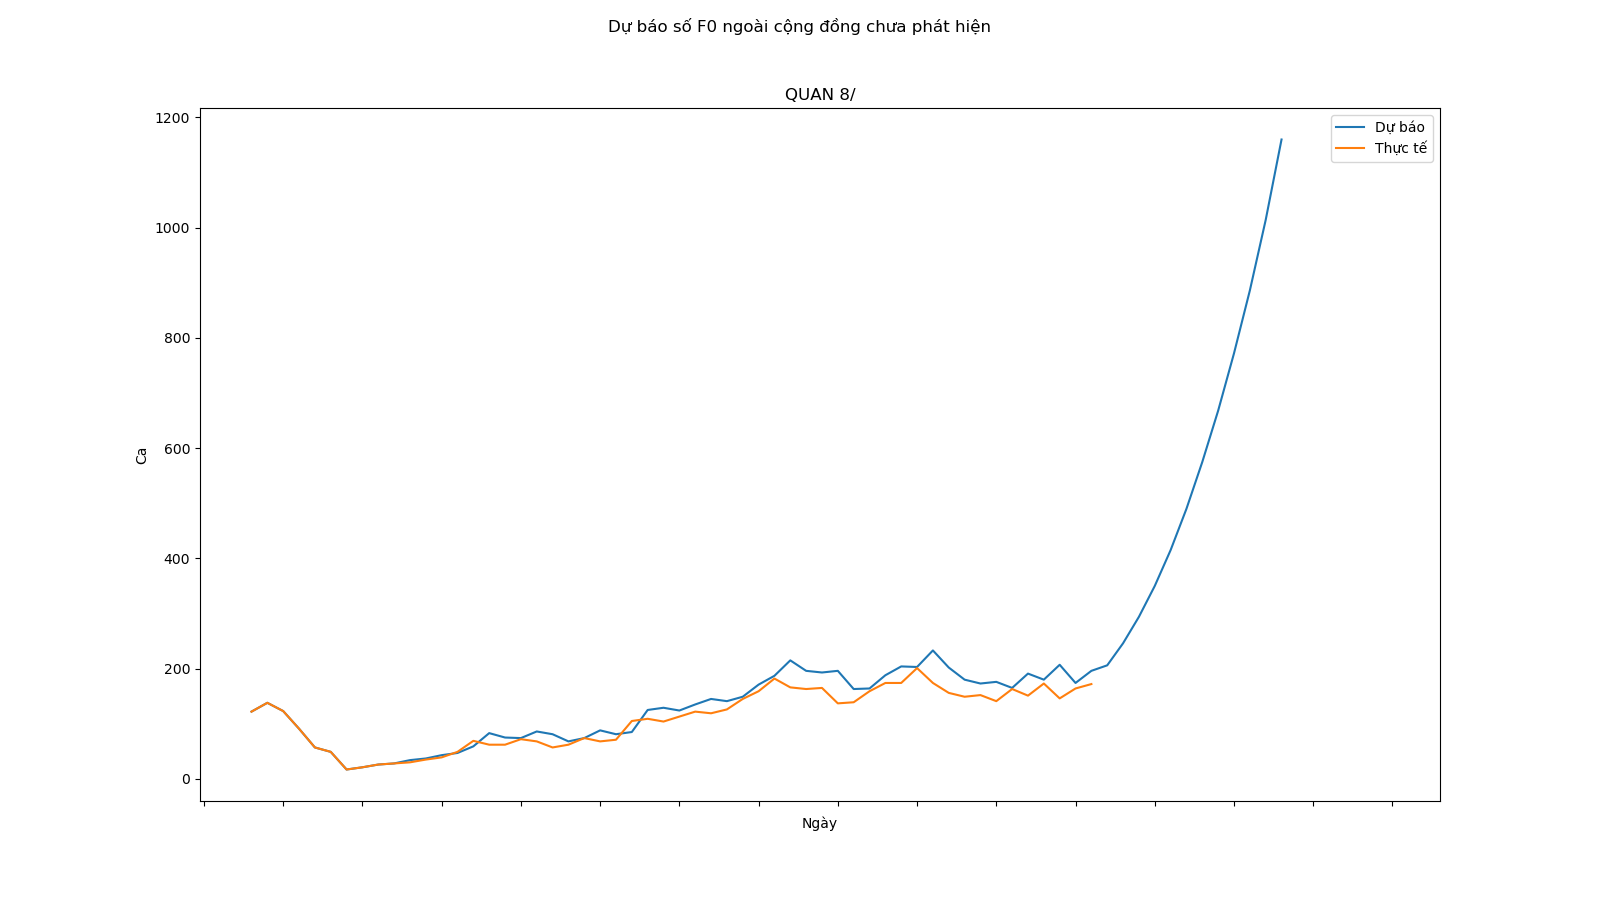 Dự báo số F0 ngoài cộng đồng chưa phát hiện
QUAN 8/
1200
1000
800
600
400
200
0
Ca
Dự báo
Thực tế
Ngày